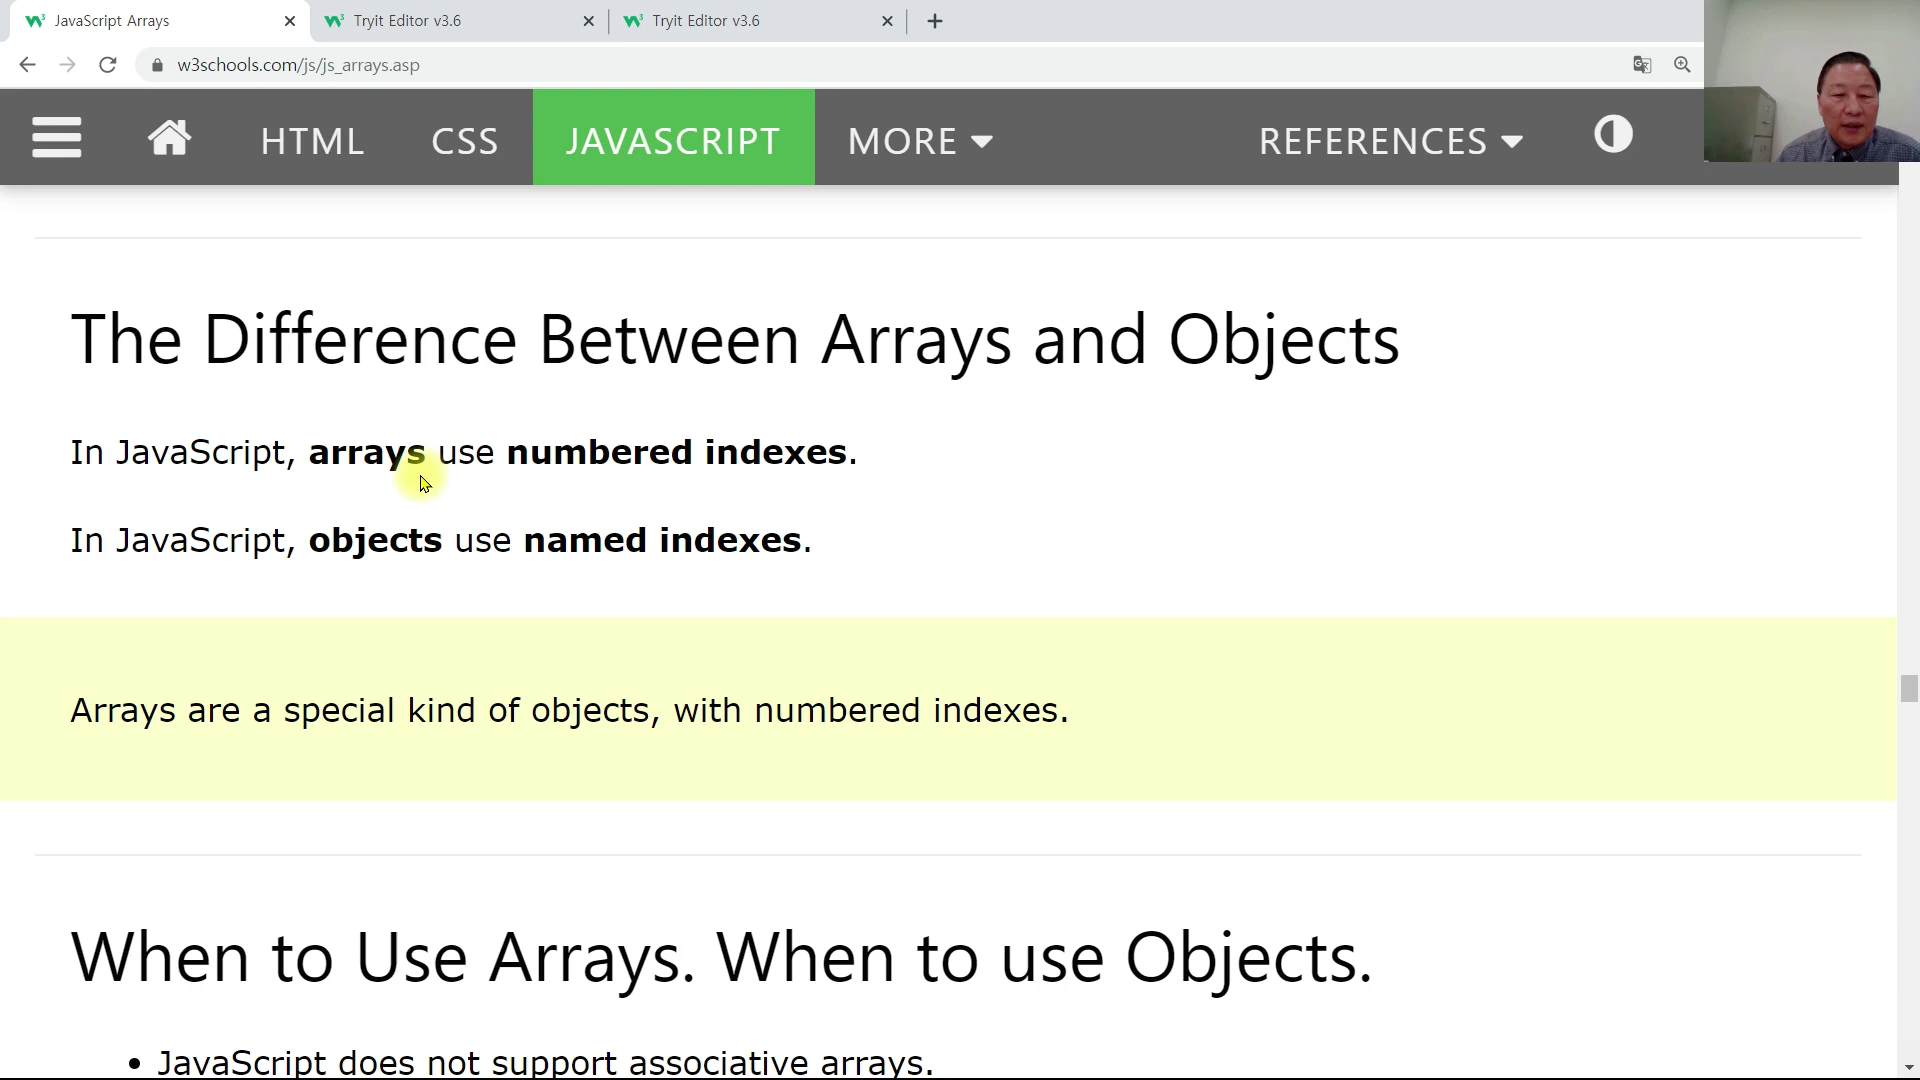 JavaScript Arrays
Tryit Editor v3.6
Tryit Editor v3.6
w3schools.com/js/js_arrays.asp
HTML
CSS
JAVASCRIPT
MORE
REFERENCES
The Difference Between Arrays and Objects
In JavaScript, arrays use numbered indexes.
In JavaScript, objects use named indexes.
Arrays are a special kind of objects, with numbered indexes.
When to Use Arrays. When to use Objects.
• JavaScript does not support associative arrays.